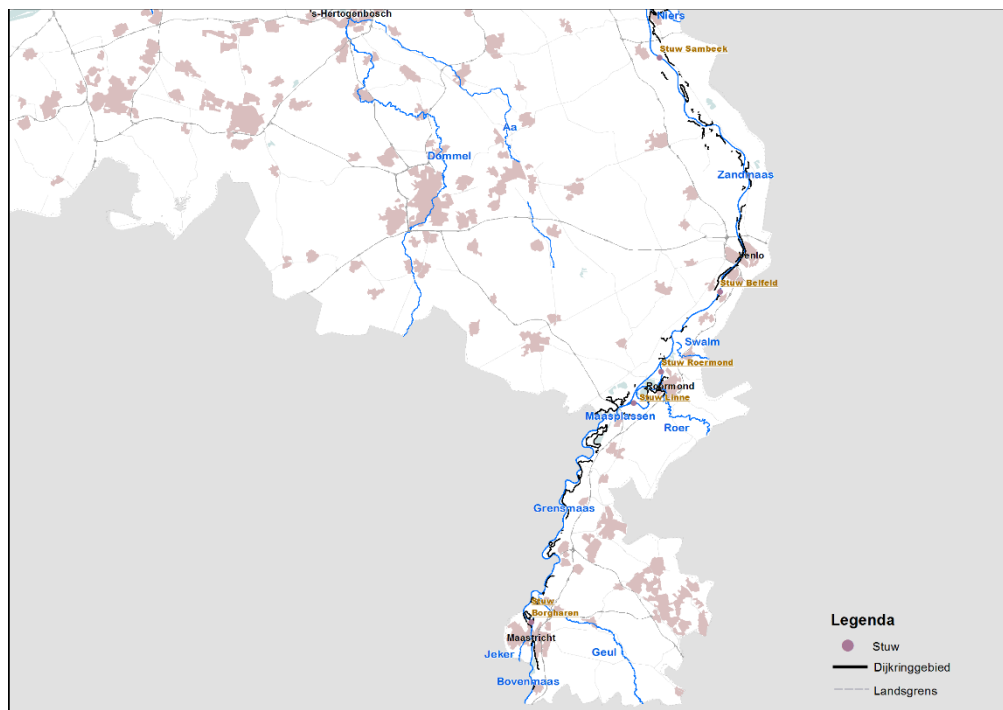 's-Hertogenbosch
Niers
Stuw Sambeek
Aa
Dommel
Zandmaas
Venlo
Stuw Belfeld
Swalm
Stuw Roermond
Roermond
Stuw Linne
Maasplassen
Roer
Grensmaas
Stuw
Borgharen
Maastricht
Jeker
Geul
Bovenmaas
Legenda
Stuw
Dijkringgebied
Landsgrens